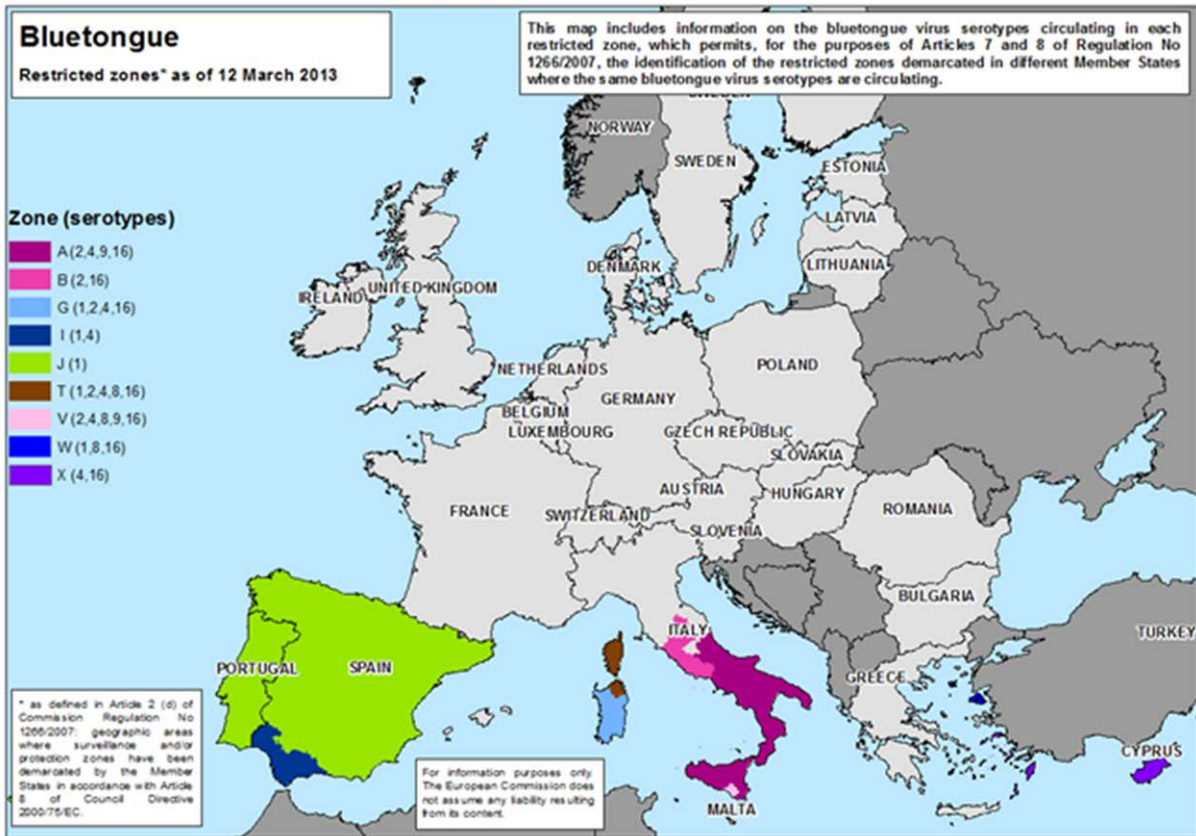 Bluetongue
Restricted zones* as of 12 March 2013
This map includes information on the bluetongue virus serotypes circulating in each
restricted zone, which permits, for the purposes of Articles 7 and 8 of Regulation No
1266/2007, the identification of the restricted zones demarcated in different Member States
where the same bluetongue virus serotypes are circulating.
SWEDEN
NORWAY
SWEDEN
ESTONIA
LATVIA
LITHUANIA
DENMARK
Zone (serotypes)
A (2,4,9,16)
B (2,16)
G (1,2,4,16)
I (1,4)
J (1)
T (1,2,4,8,16)
V (2,4,8,9,16)
W (1,8,16)
X (4,16)
IRELAND
UNITED KINGDOM
NETHERLANDS
POLAND
BELGIUM
GERMANY
LUXEMBOURG
CZECH REPUBLIC
SLOVAKIA
AUSTRIA
HUNGARY
FRANCE
SWITZERLAND
ROMANIA
SLOVENIA
BULGARIA
ITALY
TURKEY
PORTUGAL
SPAIN
GREECE
CYPRUS
MALTA
* as defined in Article 2 (d) of
Commission Regulation No
1266/2007: geographic areas
where surveillance and/or
protection zones have been
demarcated by the Member
States in accordance with Article
8 of Council Directive
2000/75/EC.
For information purposes only.
The European Commission does
not assume any liability resulting
from its content.